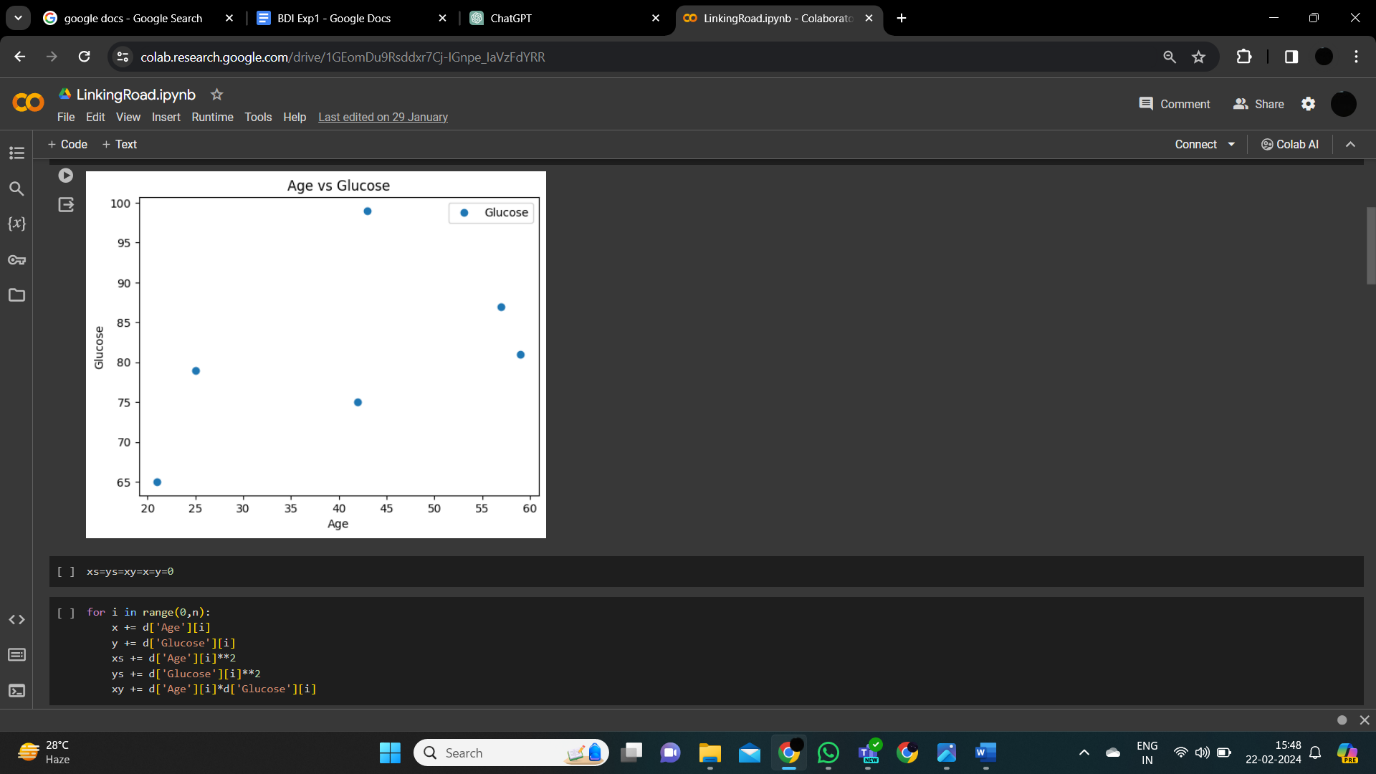 google docs - Google Search
BDI Exp1 - Google Docs
ChatGPT
LinkingRoad.ipynb - Colaborato
colab.research.google.com/drive/1GEomDu9Rsddxr7Cj-IGnpe_IaVzFdYRR
LinkingRoad.ipynb
Comment
Share
File Edit View Insert Runtime Tools Help Last edited on 29 January
+ Code + Text
Connect
Colab AI
Age vs Glucose
Glucose
100
95
90
85
80
75
70
65
Glucose
20 25 30 35 40 45 50 55 60
Age
[ ] xs=ys=xy=x=y=0
[ ] for i in range(0,n):
x += d['Age'][i]
y += d['Glucose'][i]
xs += d['Age'][i]**2
ys += d['Glucose'][i]**2
xy += d['Age'][i]*d['Glucose'][i]
28°C
Haze
Search
NEW
ENG
IN
15:48
22-02-2024
PRE